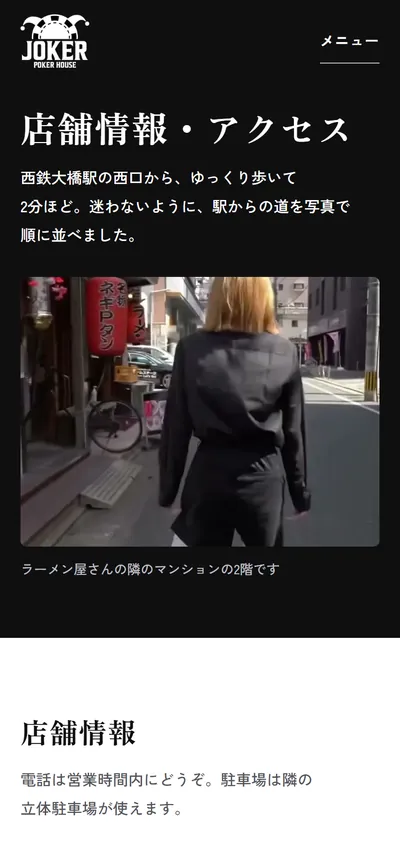 JOKER
POKER HOUSE
メニュー
店舗情報・アクセス
西鉄大橋駅の西口から、ゆっくり歩いて
2分ほど。迷わないように、駅からの道を写真で
順に並べました。
ネギタン
ラーメン屋さんの隣のマンションの2階です
店舗情報
電話は営業時間内にどうぞ。駐車場は隣の
立体駐車場が使えます。